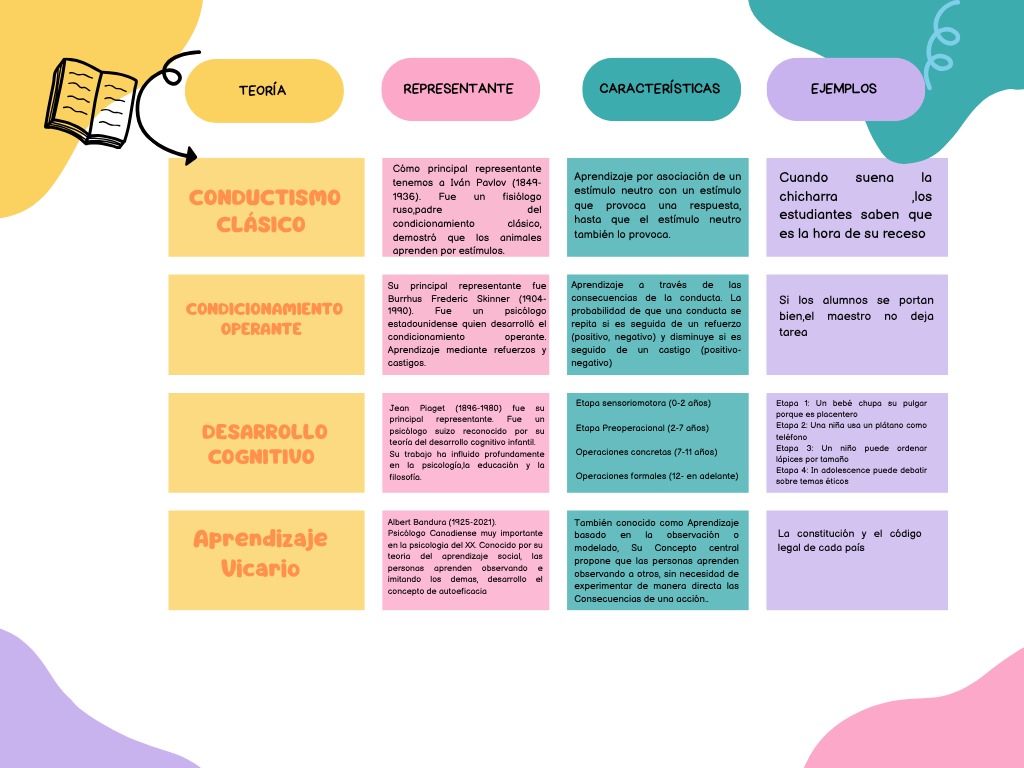 TEORÍA
REPRESENTANTE
CARACTERÍSTICAS
EJEMPLOS
CONDUCTISMO
CLÁSICO
Cómo principal representante
tenemos a Iván Pavlov (1849-
1936). Fue un fisiólogo
ruso,padre del
condicionamiento clásico,
demostró que los animales
aprenden por estímulos.
Aprendizaje por asociación de un
estímulo neutro con un estímulo
que provoca una respuesta,
hasta que el estímulo neutro
también lo provoca.
Cuando suena la
chicharra ,los
estudiantes saben que
es la hora de su receso
CONDICIONAMIENTO
OPERANTE
Su principal representante fue
Burrhus Frederic Skinner (1904-
1990). Fue un psicólogo
estadounidense quien desarrolló el
condicionamiento operante.
Aprendizaje mediante refuerzos y
castigos.
Aprendizaje a través de las
consecuencias de la conducta. La
probabilidad de que una conducta se
repita si es seguida de un refuerzo
(positivo, negativo) y disminuye si es
seguido de un castigo (positivo-
negativo)
Si los alumnos se portan
bien,el maestro no deja
tarea
DESARROLLO
COGNITIVO
Jean Piaget (1896-1980) fue su
principal representante. Fue un
psicólogo suizo reconocido por su
teoría del desarrollo cognitivo infantil.
Su trabajo ha influido profundamente
en la psicología,la educación y la
filosofía.
Etapa sensoriomotora (0-2 años)
Etapa Preoperacional (2-7 años)
Operaciones concretas (7-11 años)
Operaciones formales (12- en adelante)
Etapa 1: Un bebé chupa su pulgar
porque es placentero
Etapa 2: Una niña usa un plátano como
teléfono
Etapa 3: Un niño puede ordenar
lápices por tamaño
Etapa 4: In adolescence puede debatir
sobre temas éticos
Aprendizaje
Vicario
Albert Bandura (1925-2021).
Psicólogo Canadiense muy importante
en la psicologia del XX. Conocido por su
teoria del aprendizaje social, las
personas aprenden observando e
imitando los demas, desarrollo el
concepto de autoeficacia
También conocido como Aprendizaje
basado en la observación o
modelado, Su Concepto central
propone que las personas aprenden
observando a otros, sin necesidad de
experimentar de manera directa las
Consecuencias de una acción..
La constitución y el código
legal de cada país